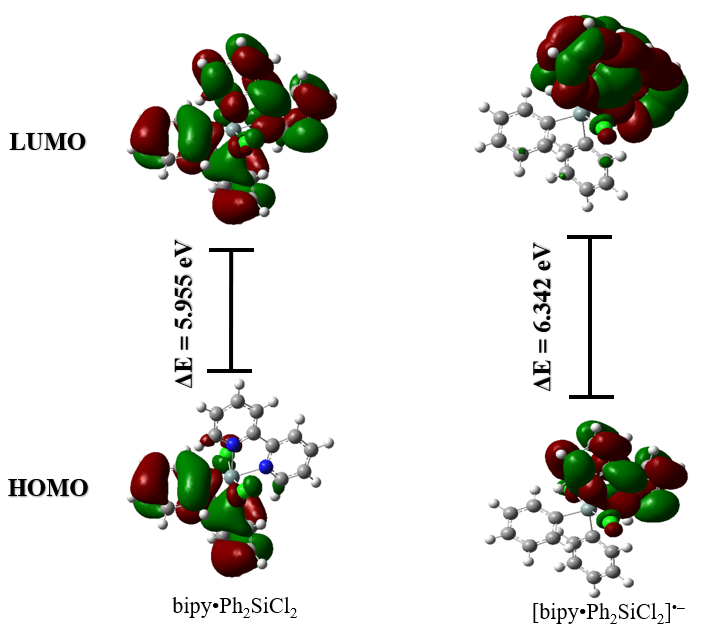 LUMO
ΔE = 5.955 eV
ΔE = 6.342 eV
HOMO
bipy•Ph₂SiCl₂
[bipy•Ph₂SiCl₂]•–